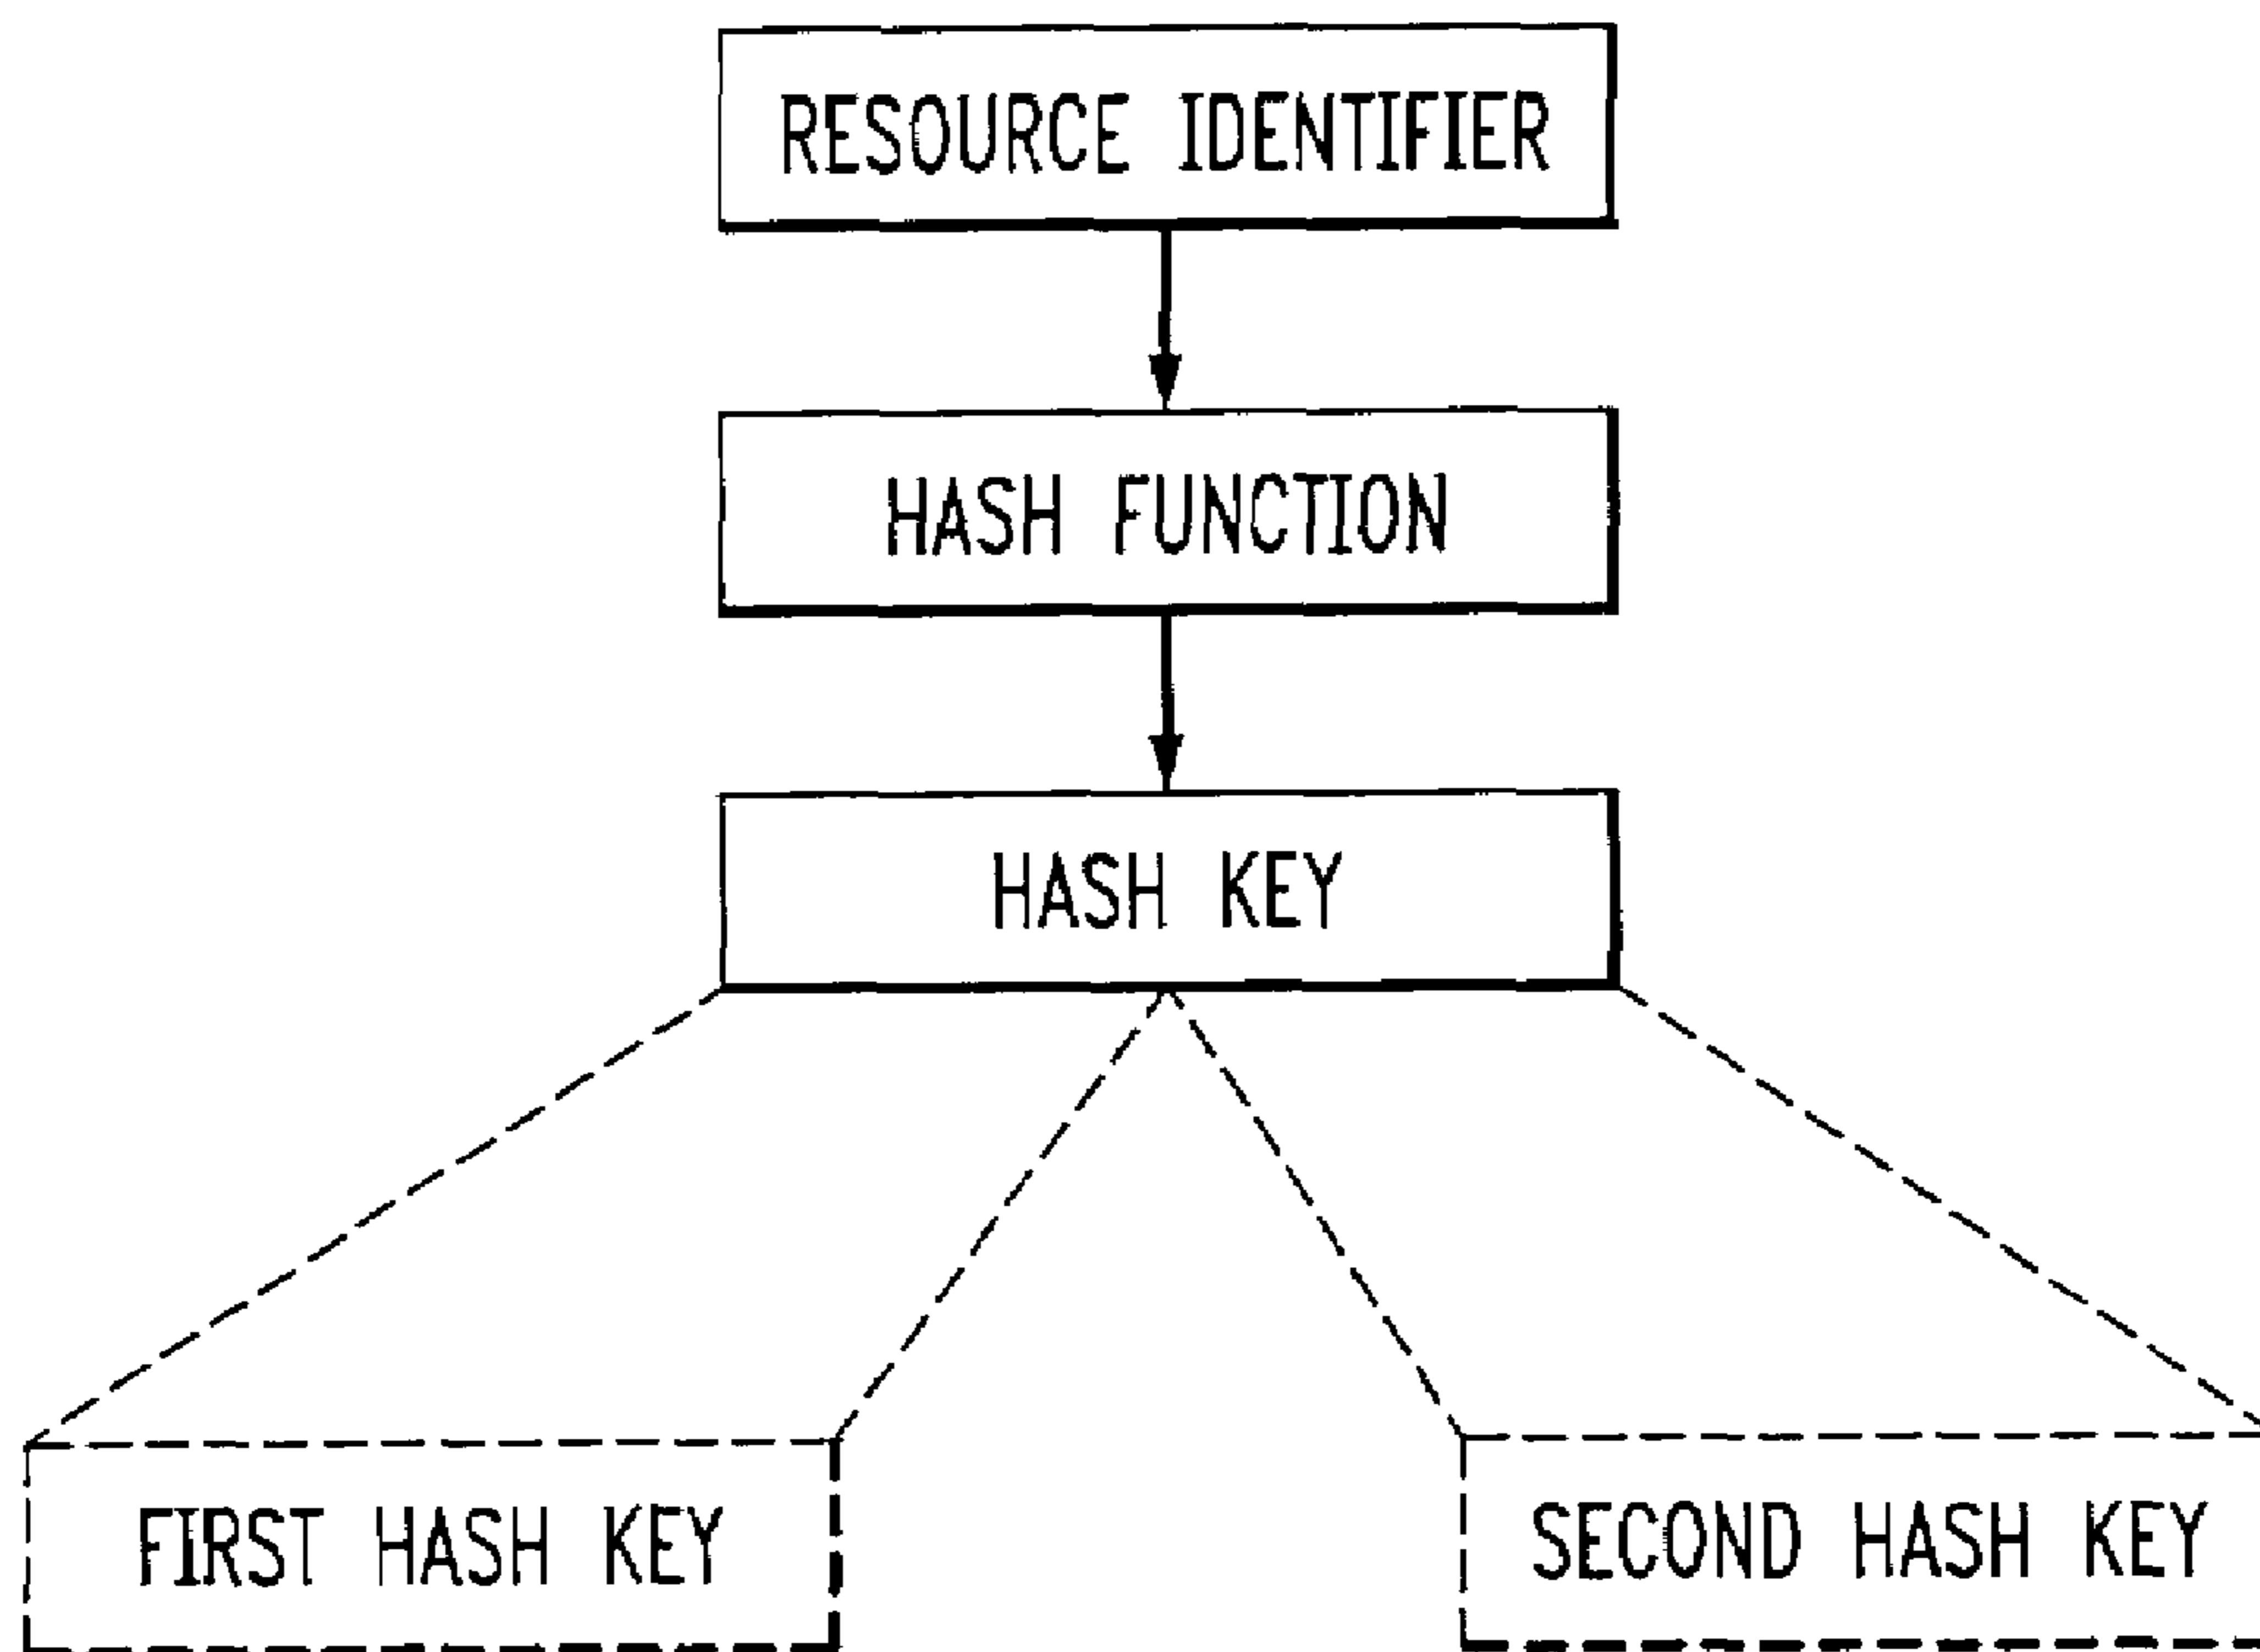 RESOURCE IDENTIFIER
HASH FUNCTION
HASH KEY
FIRST HASH KEY
SECOND HASH KEY